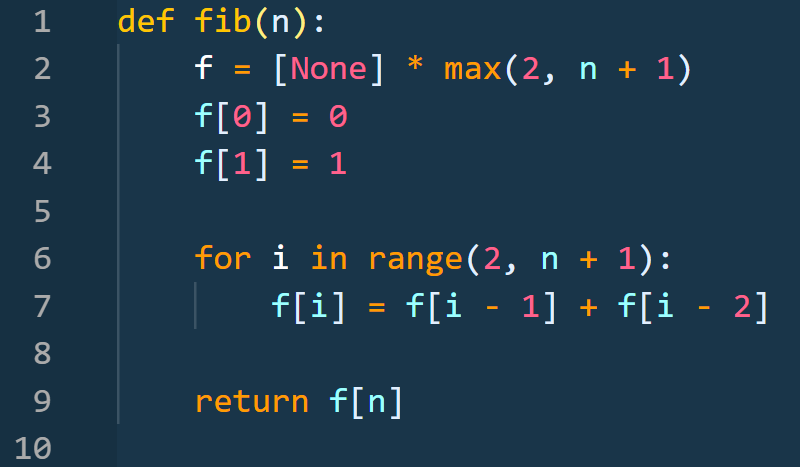 1 def fib(n):
2     f = [None] * max(2, n + 1)
3     f[0] = 0
4     f[1] = 1
5
6     for i in range(2, n + 1):
7         f[i] = f[i - 1] + f[i - 2]
8
9     return f[n]
10